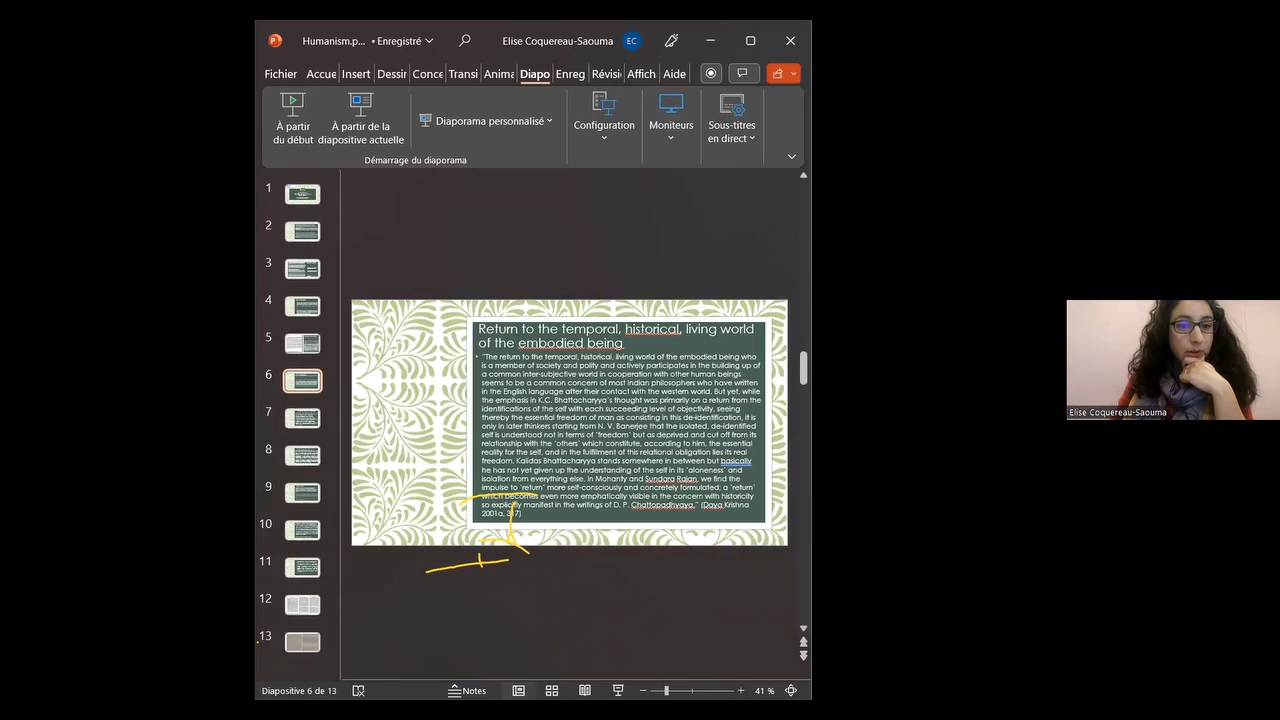 Humanism.p... • Enregistré
Elise Coquereau-Saouma
EC
Fichier Accue Insert Dessir Conce Transi Anima Diapo Enreg Révisi Affich Aide
À partir du début
À partir de la diapositive actuelle
Diaporama personnalisé
Configuration
Moniteurs
Sous-titres en direct
Démarrage du diaporama
1
2
3
4
5
6
7
8
9
10
11
12
13
Return to the temporal, historical, living world
of the embodied being
• "The return to the temporal, historical, living world of the embodied being who
is a member of society and polity and actively participates in the building up of
a common inter-subjective world in cooperation with other human beings
seems to be a common concern of most Indian philosophers who have written
in the English language after their contact with the western world. But yet, while
the emphasis in K.C. Bhattacharyya's thought was primarily on a return from the
identifications of the self with each succeeding level of objectivity, seeing
thereby the essential freedom of man as consisting in this de-identification, it is
only in later thinkers starting from N. V. Banerjee that the isolated, de-identified
self is understood not in terms of 'freedom' but as deprived and cut off from its
relationship with the 'others' which constitute, according to him, the essential
reality for the self, and in the fulfillment of this relational obligation lies its real
freedom. Kalidas Bhattacharyya stands somewhere in between but basically
he has not yet given up the understanding of the self in its 'aloneness' and
isolation from everything else. In Mohanty and Sundara Rajan, we find the
impulse to 'return' more self-consciously and concretely formulated; a 'return'
which becomes even more emphatically visible in the concern with historicity
so explicitly manifest in the writings of D. P. Chattopadhyaya." (Daya Krishna
2001a, 317)
Elise Coquereau-Saouma
Diapositive 6 de 13
Notes
41 %